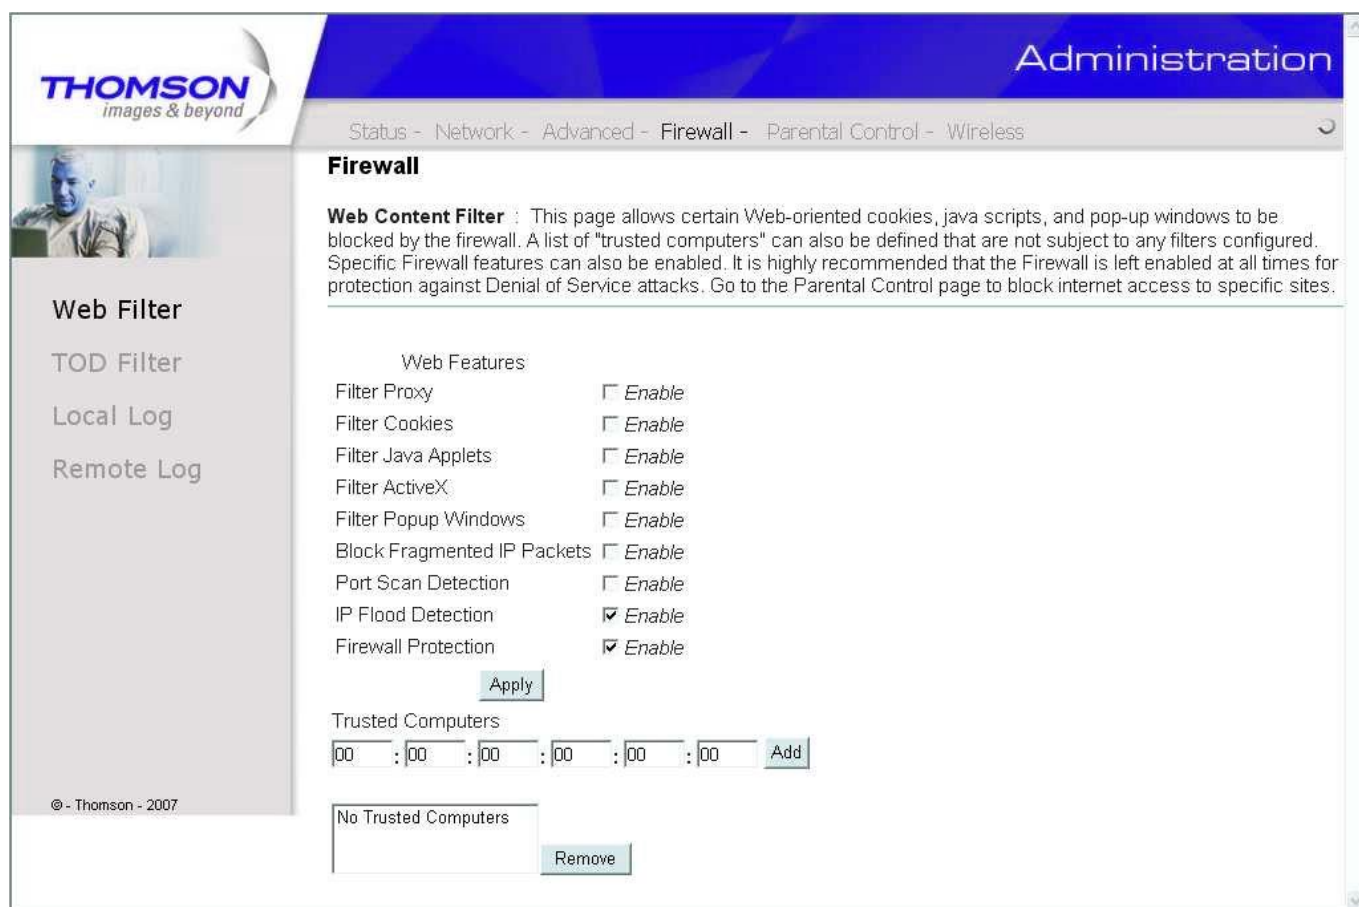 THOMSON
images & beyond
Administration
Status - Network - Advanced - Firewall - Parental Control - Wireless
Firewall
Web Content Filter : This page allows certain Web-oriented cookies, java scripts, and pop-up windows to be
blocked by the firewall. A list of "trusted computers" can also be defined that are not subject to any filters configured.
Specific Firewall features can also be enabled. It is highly recommended that the Firewall is left enabled at all times for
protection against Denial of Service attacks. Go to the Parental Control page to block internet access to specific sites.
Web Filter
TOD Filter
Local Log
Remote Log
© - Thomson - 2007
Web Features
Filter Proxy Enable
Filter Cookies Enable
Filter Java Applets Enable
Filter ActiveX Enable
Filter Popup Windows Enable
Block Fragmented IP Packets Enable
Port Scan Detection Enable
IP Flood Detection Enable
Firewall Protection Enable
Apply
Trusted Computers
00 : 00 : 00 : 00 : 00 : 00 Add
No Trusted Computers
Remove